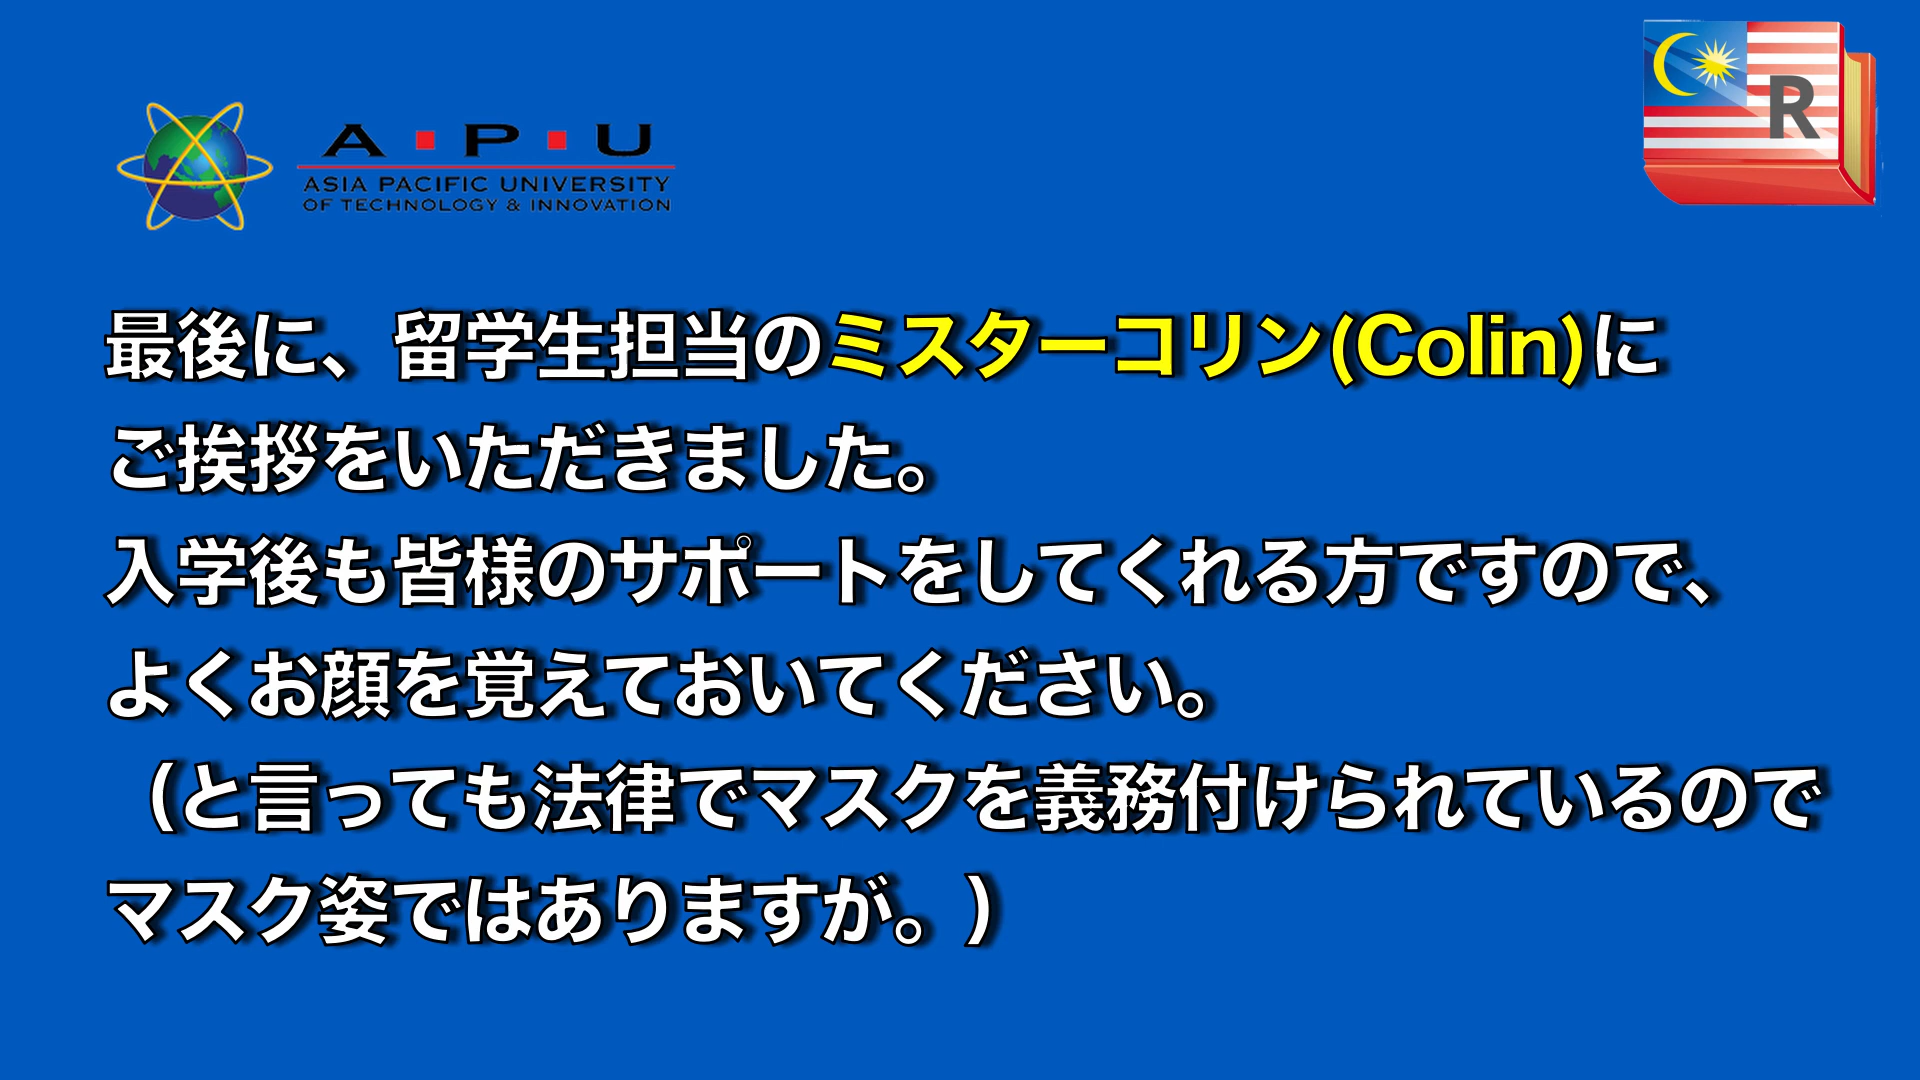 A·P·U
ASIA PACIFIC UNIVERSITY
OF TECHNOLOGY & INNOVATION
R
最後に、留学生担当のミスターコリン(Colin)に
ご挨拶をいただきました。
入学後も皆様のサポートをしてくれる方ですので、
よくお顔を覚えておいてください。
（と言っても法律でマスクを義務付けられているので
マスク姿ではありますが。）